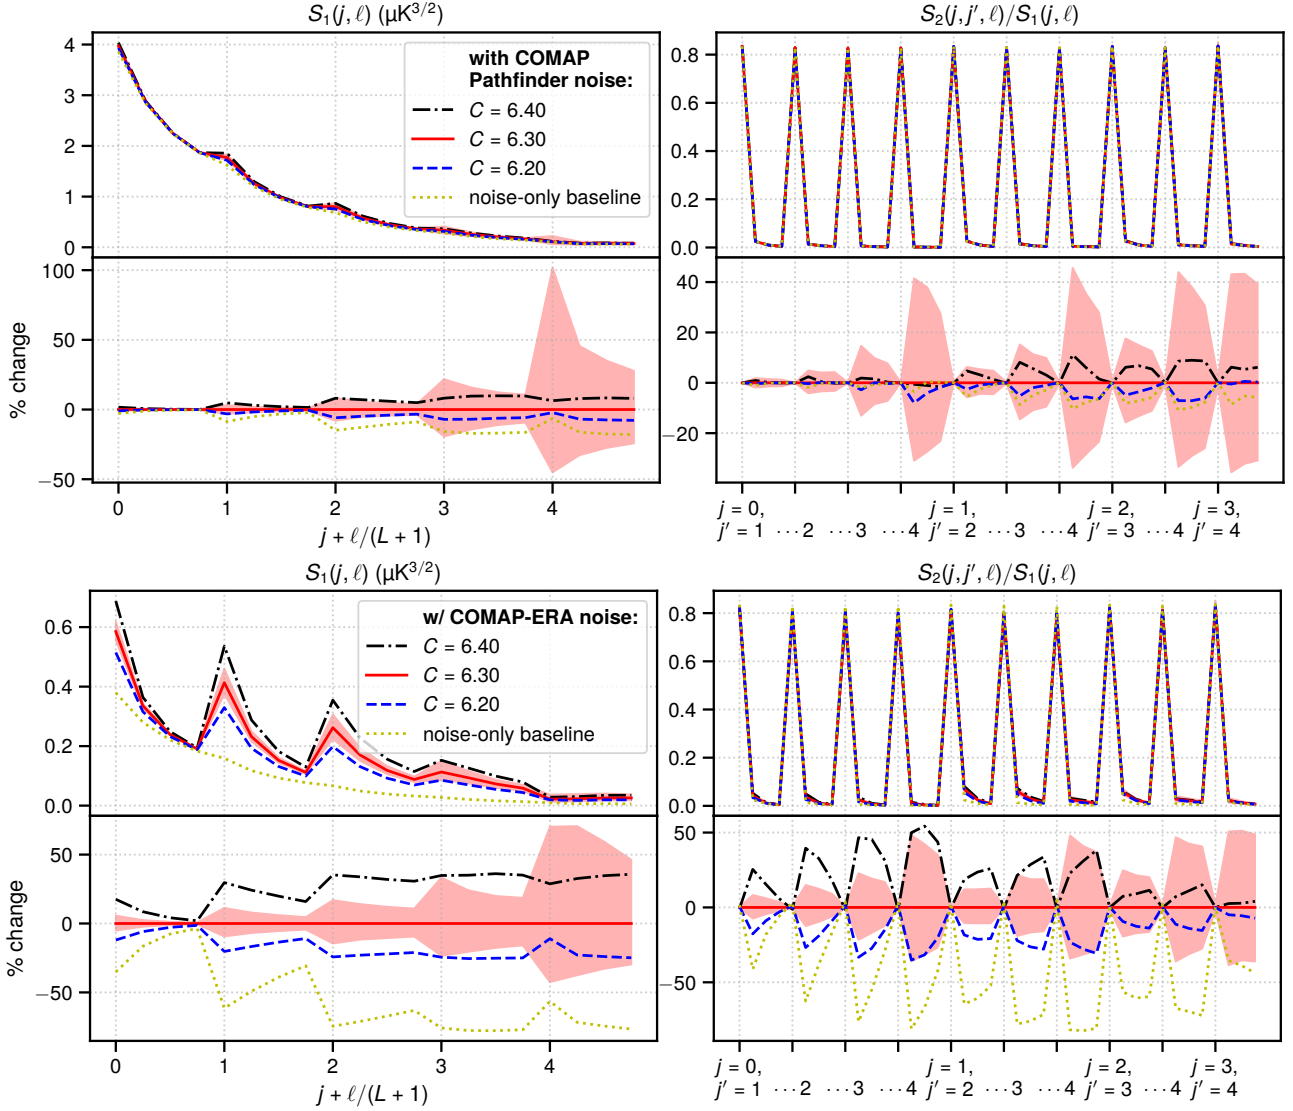 S₁(j, ℓ) (μK³ᐟ²)
S₂(j, j′, ℓ)/S₁(j, ℓ)
4
3
2
1
0
with COMAP
Pathfinder noise:
C = 6.40
C = 6.30
C = 6.20
noise-only baseline
0.8
0.6
0.4
0.2
0.0
% change
100
50
0
−50
40
20
0
−20
0 1 2 3 4
j + ℓ/(L + 1)
j = 0, j = 1, j = 2, j = 3,
j′ = 1 ⋯2 ⋯3 ⋯4 j′ = 2 ⋯3 ⋯4 j′ = 3 ⋯4 j′ = 4
S₁(j, ℓ) (μK³ᐟ²)
S₂(j, j′, ℓ)/S₁(j, ℓ)
0.6
0.4
0.2
0.0
w/ COMAP-ERA noise:
C = 6.40
C = 6.30
C = 6.20
noise-only baseline
0.8
0.6
0.4
0.2
0.0
% change
50
0
−50
50
0
−50
0 1 2 3 4
j + ℓ/(L + 1)
j = 0, j = 1, j = 2, j = 3,
j′ = 1 ⋯2 ⋯3 ⋯4 j′ = 2 ⋯3 ⋯4 j′ = 3 ⋯4 j′ = 4